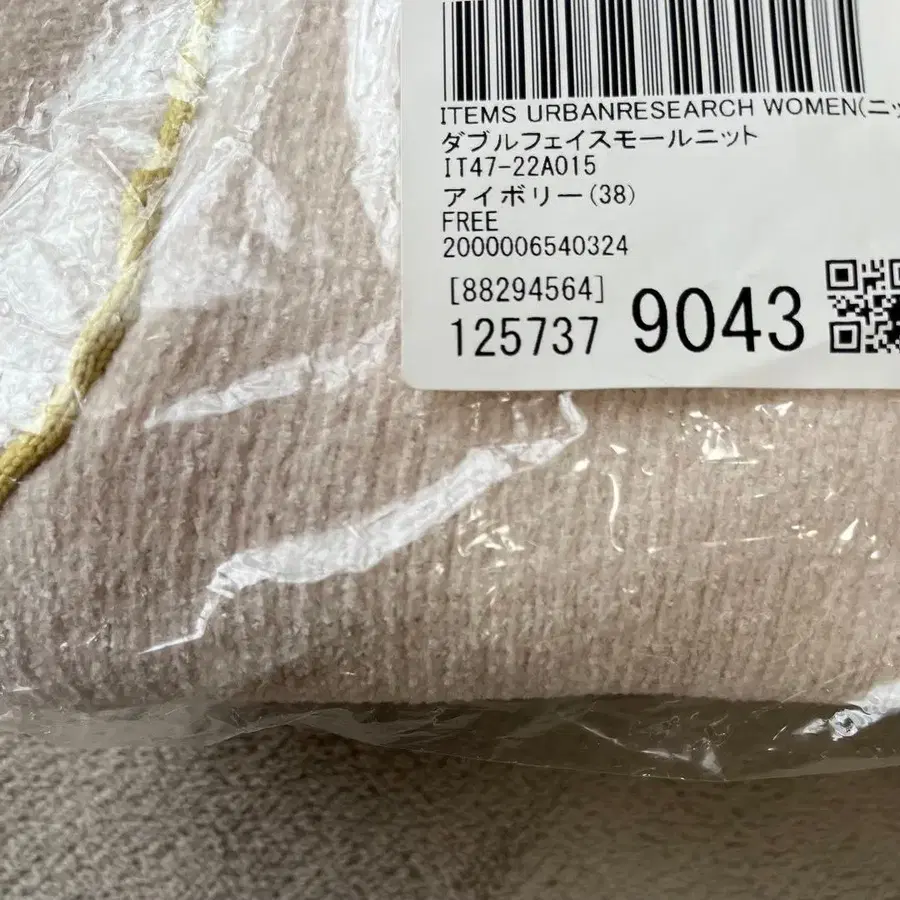 ITEMS URBANRESEARCH WOMEN(ニッ
ダブルフェイスモールニット
IT47-22A015
アイボリー(38)
FREE
2000006540324
[88294564]
125737 9043